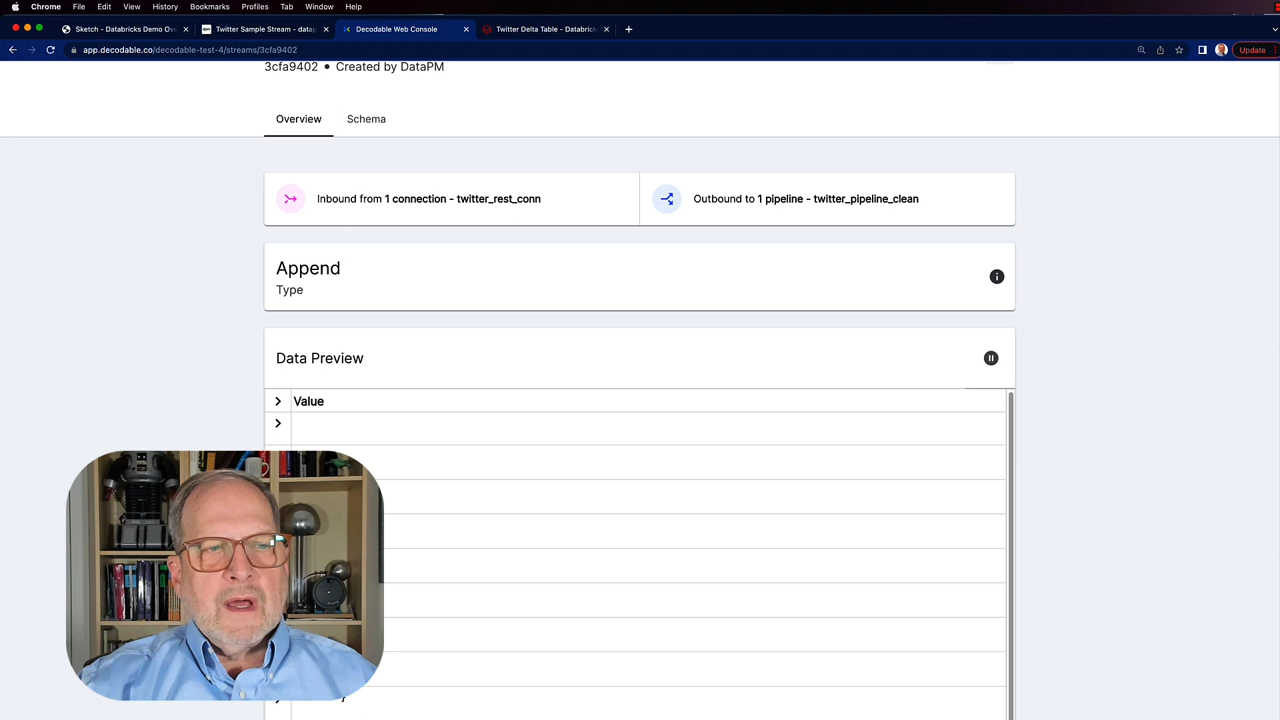 Chrome File Edit View History Bookmarks Profiles Tab Window Help
Sketch - Databricks Demo Ove
Twitter Sample Stream - datap
Decodable Web Console
Twitter Delta Table - Databrick
app.decodable.co/decodable-test-4/streams/3cfa9402
Update
3cfa9402 • Created by DataPM
Overview Schema
Inbound from 1 connection - twitter_rest_conn
Outbound to 1 pipeline - twitter_pipeline_clean
Append
Type
Data Preview
Value